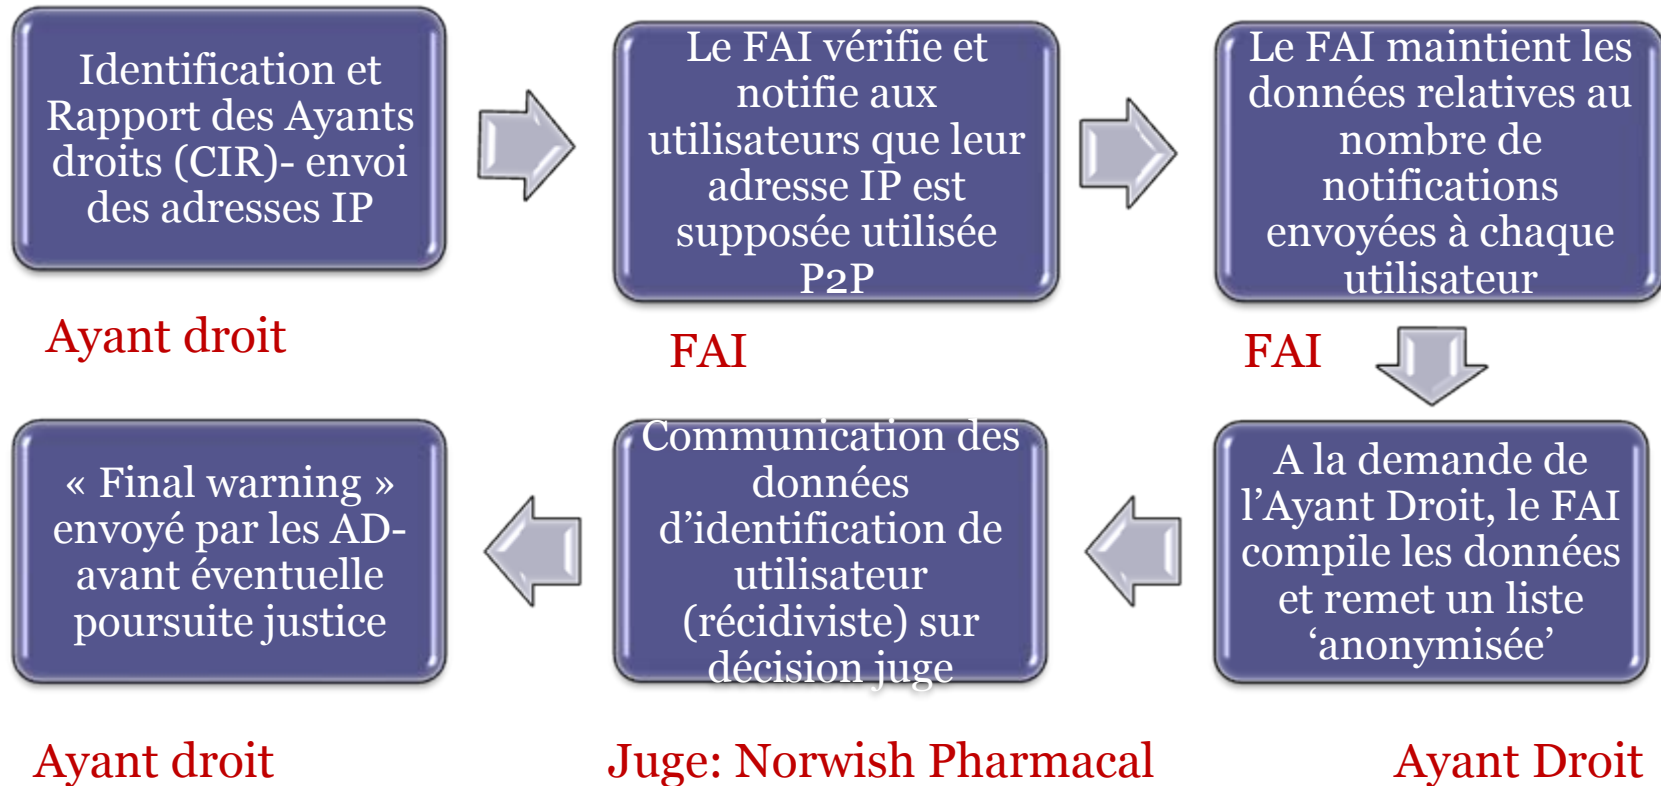 Identification et
Rapport des Ayants
droits (CIR)- envoi
des adresses IP
Ayant droit
Le FAI vérifie et
notifie aux
utilisateurs que leur
adresse IP est
supposée utilisée
P2P
FAI
Le FAI maintient les
données relatives au
nombre de
notifications
envoyées à chaque
utilisateur
FAI
A la demande de
l’Ayant Droit, le FAI
compile les données
et remet un liste
‘anonymisée’
Ayant Droit
Communication des
données
d’identification de
utilisateur
(récidiviste) sur
décision juge
Juge: Norwish Pharmacal
« Final warning »
envoyé par les AD-
avant éventuelle
poursuite justice
Ayant droit